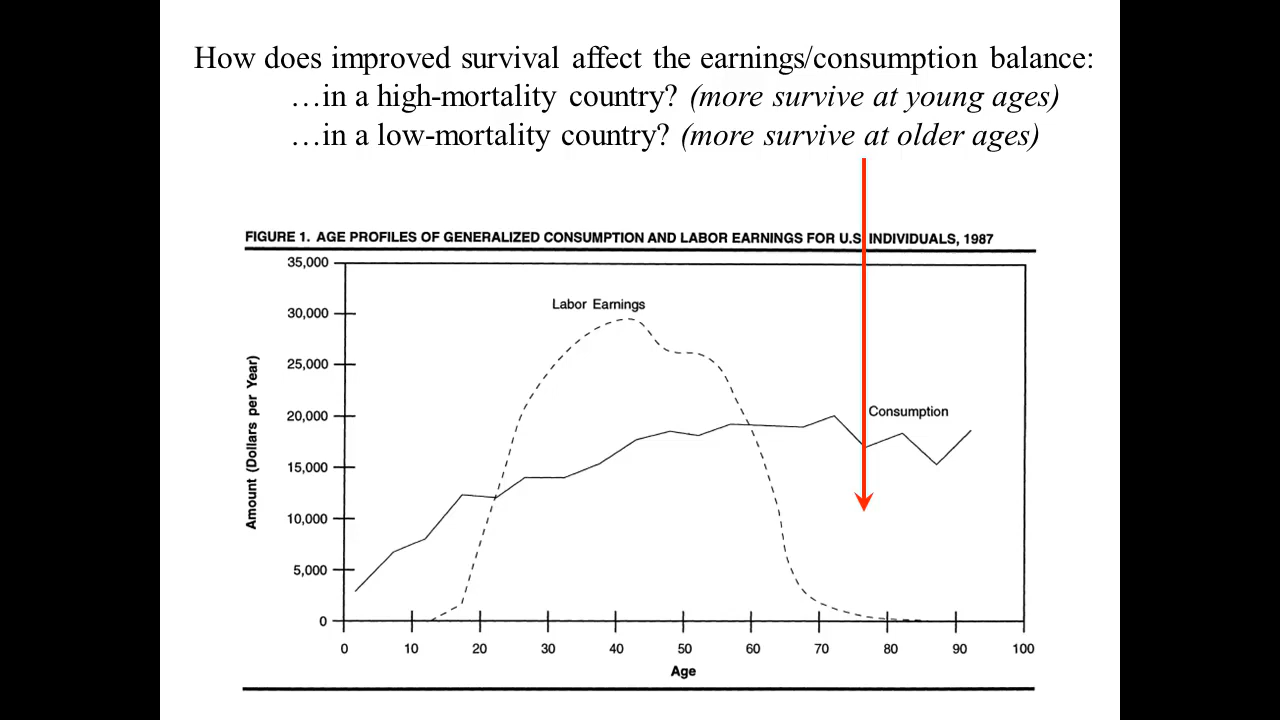 How does improved survival affect the earnings/consumption balance:
…in a high-mortality country? (more survive at young ages)
…in a low-mortality country? (more survive at older ages)
FIGURE 1. AGE PROFILES OF GENERALIZED CONSUMPTION AND LABOR EARNINGS FOR U.S. INDIVIDUALS, 1987
35,000
30,000
25,000
20,000
15,000
10,000
5,000
0
Amount (Dollars per Year)
Labor Earnings
Consumption
0 10 20 30 40 50 60 70 80 90 100
Age